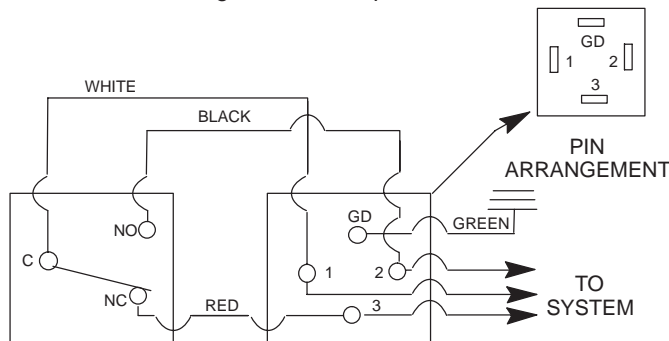 GD
1
2
3
WHITE
BLACK
PIN
ARRANGEMENT
NO
GD
GREEN
C
1
2
NC
RED
3
TO
SYSTEM